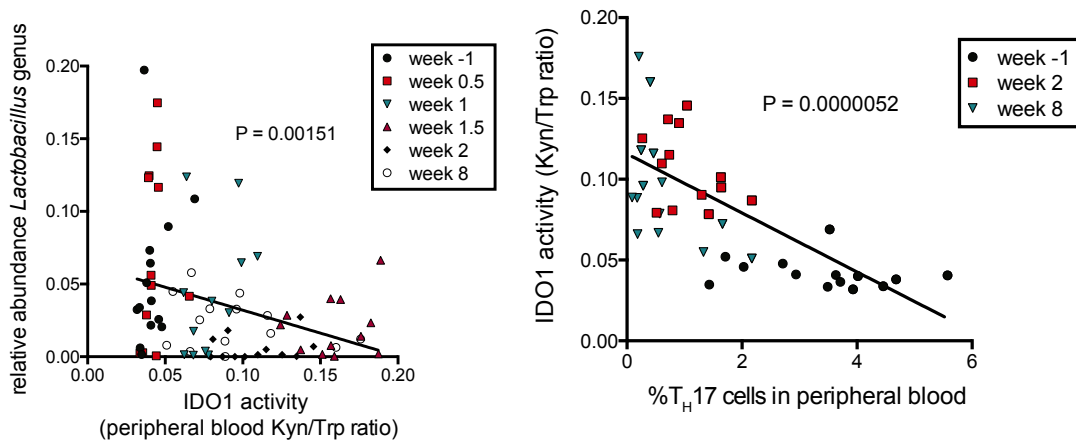 relative abundance Lactobacillus genus
0.20
0.15
0.10
0.05
0.00
0.00 0.05 0.10 0.15 0.20
IDO1 activity
(peripheral blood Kyn/Trp ratio)
P = 0.00151
week -1
week 0.5
week 1
week 1.5
week 2
week 8
IDO1 activity (Kyn/Trp ratio)
0.20
0.15
0.10
0.05
0.00
0 2 4 6
%TH17 cells in peripheral blood
P = 0.0000052
week -1
week 2
week 8